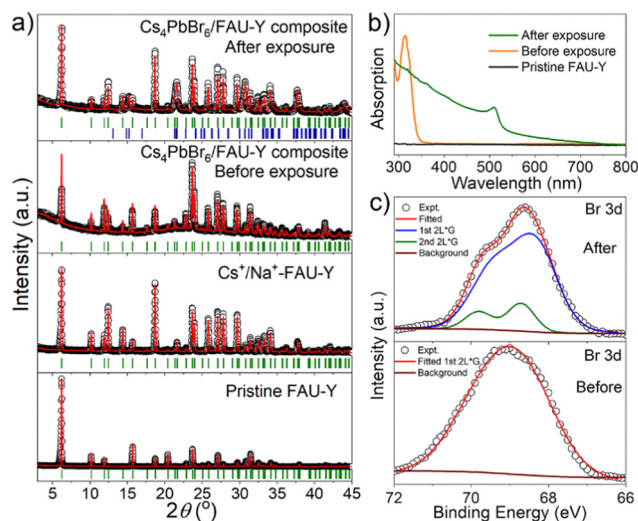 a)
Cs₄PbBr₆/FAU-Y composite
After exposure
Cs₄PbBr₆/FAU-Y composite
Before exposure
Cs⁺/Na⁺-FAU-Y
Pristine FAU-Y
Intensity (a.u.)
5 10 15 20 25 30 35 40 45
2θ (°)
b)
After exposure
Before exposure
Pristine FAU-Y
Absorption
300 400 500 600 700 800
Wavelength (nm)
c)
Expt.
Fitted
1st 2L*G
2nd 2L*G
Background
Br 3d
After
Expt.
Fitted 1st 2L*G
Background
Br 3d
Before
Intensity (a.u.)
72 70 68 66
Binding Energy (eV)